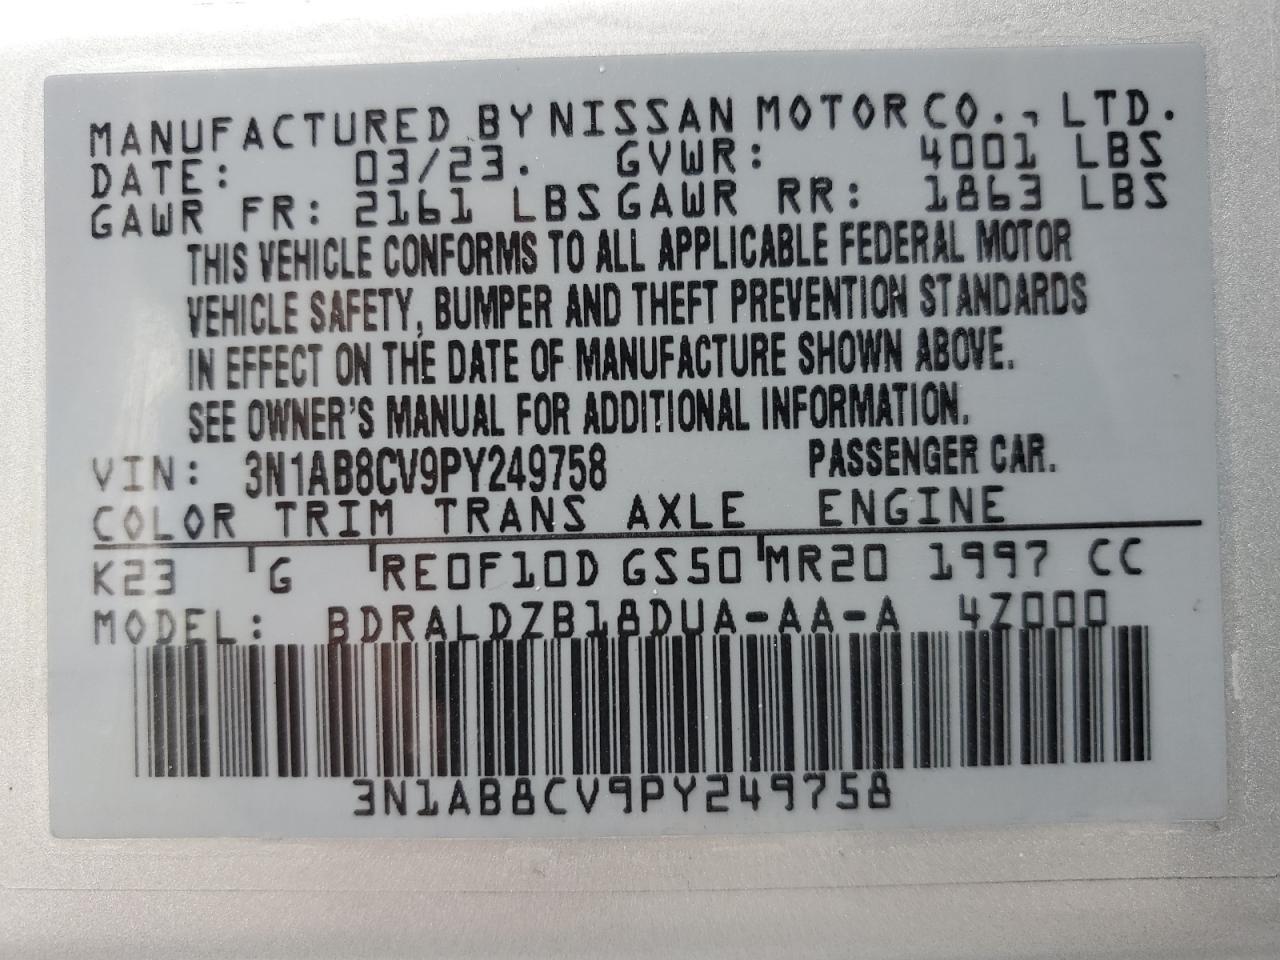 MANUFACTURED BY NISSAN MOTOR CO., LTD.
DATE: 03/23. GVWR: 4001 LBS
GAWR FR: 2161 LBS GAWR RR: 1863 LBS
THIS VEHICLE CONFORMS TO ALL APPLICABLE FEDERAL MOTOR
VEHICLE SAFETY, BUMPER AND THEFT PREVENTION STANDARDS
IN EFFECT ON THE DATE OF MANUFACTURE SHOWN ABOVE.
SEE OWNER'S MANUAL FOR ADDITIONAL INFORMATION.
VIN: 3N1AB8CV9PY249758 PASSENGER CAR.
COLOR TRIM TRANS AXLE ENGINE
K23 G RE0F10D GS50 MR20 1997 CC
MODEL: BDRALDZB18DUA-AA-A 4Z000
3N1AB8CV9PY249758